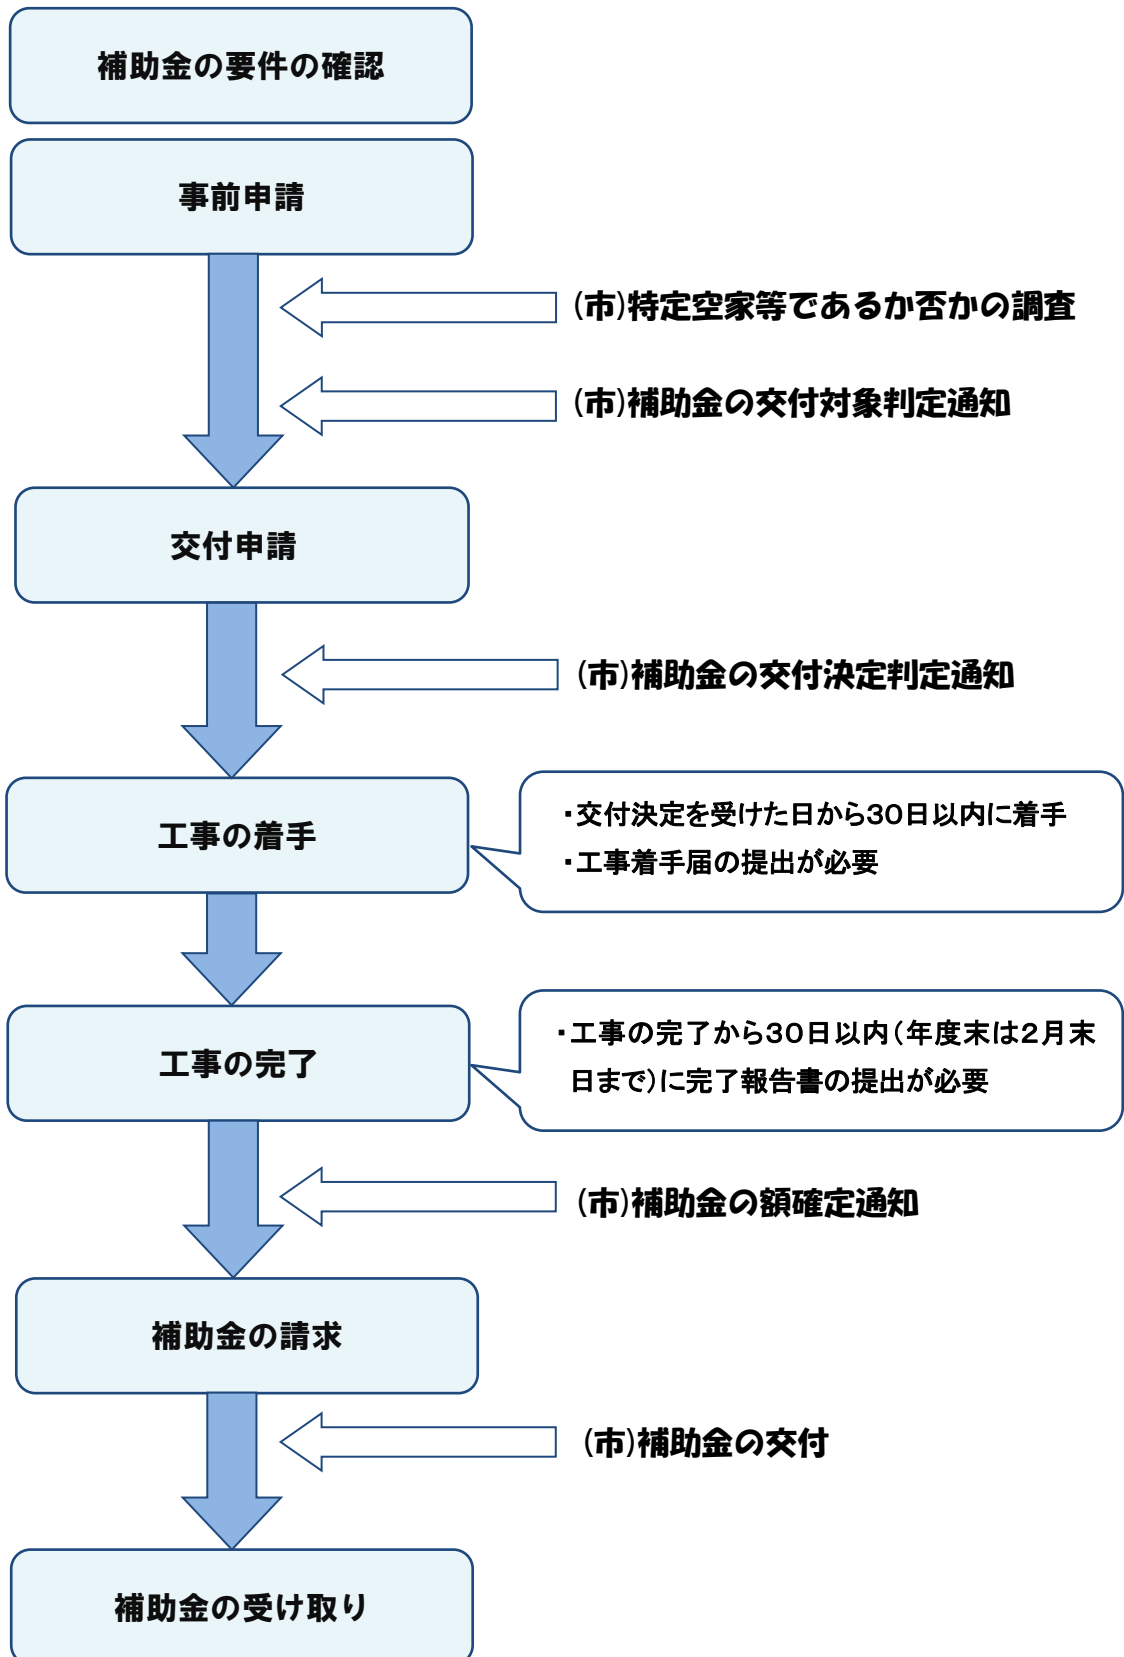 補助金の要件の確認
事前申請
(市)特定空家等であるか否かの調査
(市)補助金の交付対象判定通知
交付申請
(市)補助金の交付決定判定通知
工事の着手
・交付決定を受けた日から30日以内に着手
・工事着手届の提出が必要
工事の完了
・工事の完了から30日以内(年度末は2月末
日まで)に完了報告書の提出が必要
(市)補助金の額確定通知
補助金の請求
(市)補助金の交付
補助金の受け取り